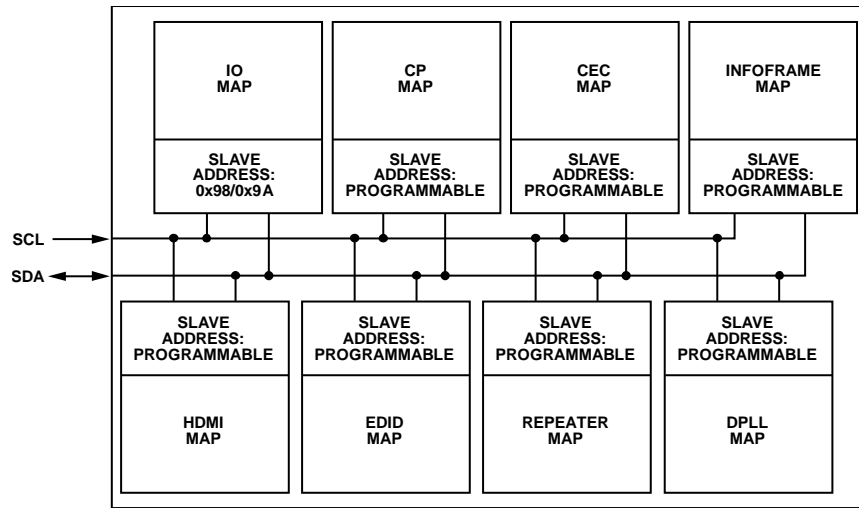 IO
MAP
CP
MAP
CEC
MAP
INFOFRAME
MAP
SLAVE
ADDRESS:
0x98/0x9A
SLAVE
ADDRESS:
PROGRAMMABLE
SLAVE
ADDRESS:
PROGRAMMABLE
SLAVE
ADDRESS:
PROGRAMMABLE
SCL
SDA
SLAVE
ADDRESS:
PROGRAMMABLE
SLAVE
ADDRESS:
PROGRAMMABLE
SLAVE
ADDRESS:
PROGRAMMABLE
SLAVE
ADDRESS:
PROGRAMMABLE
HDMI
MAP
EDID
MAP
REPEATER
MAP
DPLL
MAP